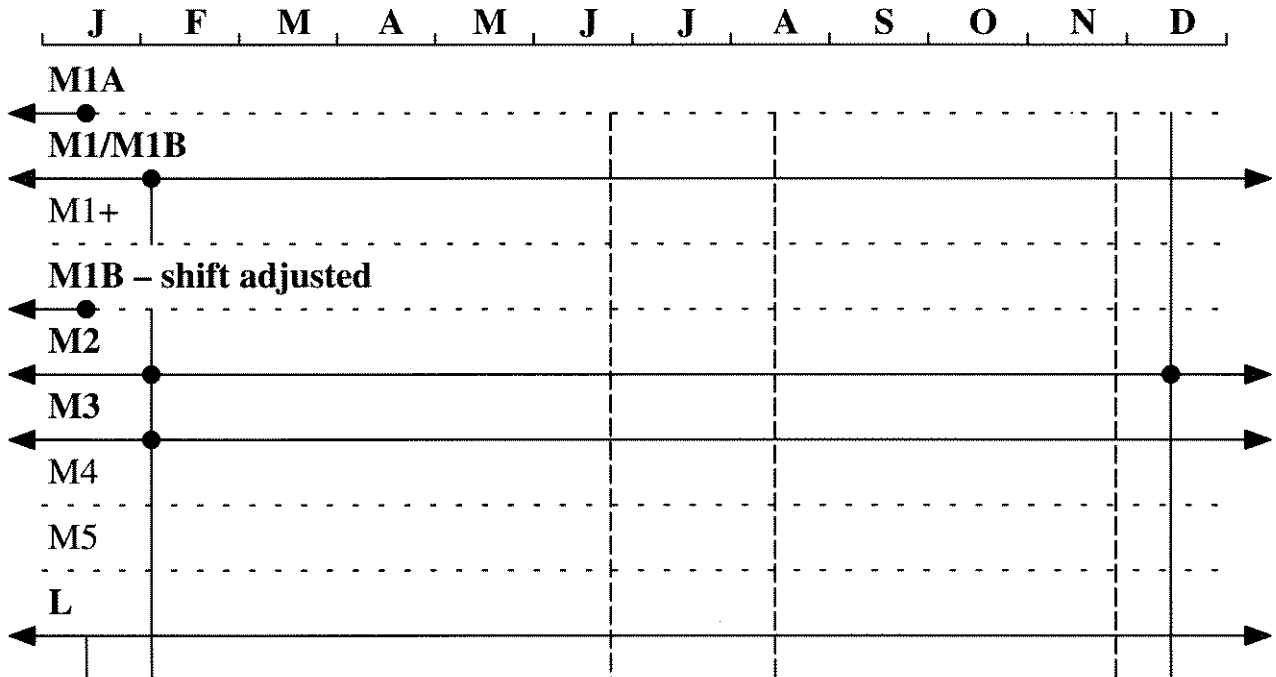 J F M A M J J A S O N D
M1A
M1/M1B
M1+
M1B – shift adjusted
M2
M3
M4
M5
L